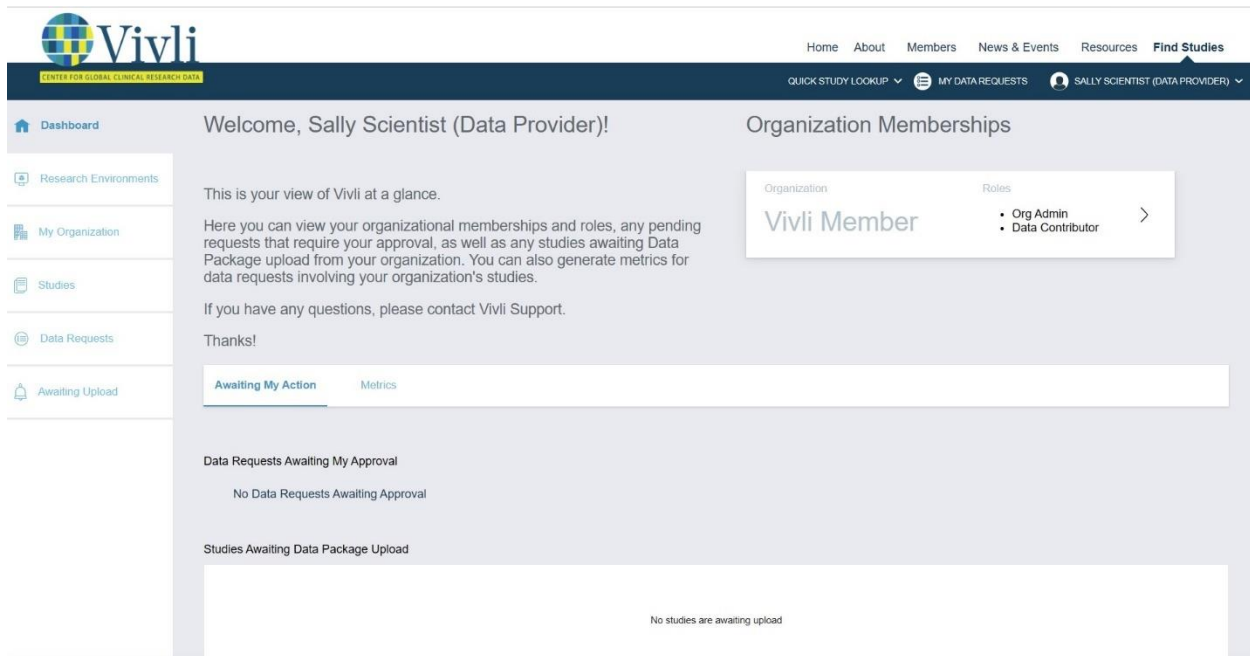 Vivli
CENTER FOR GLOBAL CLINICAL RESEARCH DATA
Home About Members News & Events Resources Find Studies
QUICK STUDY LOOKUP MY DATA REQUESTS SALLY SCIENTIST (DATA PROVIDER)
Dashboard
Research Environments
My Organization
Studies
Data Requests
Awaiting Upload
Welcome, Sally Scientist (Data Provider)!
This is your view of Vivli at a glance.
Here you can view your organizational memberships and roles, any pending
requests that require your approval, as well as any studies awaiting Data
Package upload from your organization. You can also generate metrics for
data requests involving your organization's studies.
If you have any questions, please contact Vivli Support.
Thanks!
Organization Memberships
Organization Roles
Vivli Member
• Org Admin
• Data Contributor
Awaiting My Action Metrics
Data Requests Awaiting My Approval
No Data Requests Awaiting Approval
Studies Awaiting Data Package Upload
No studies are awaiting upload